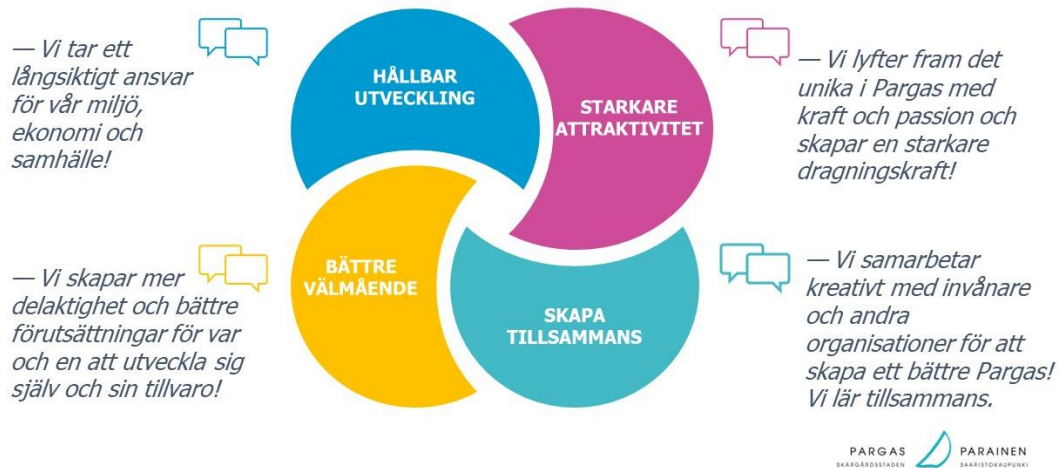 — Vi tar ett
långsiktigt ansvar
för vår miljö,
ekonomi och
samhälle!
HÅLLBAR
UTVECKLING
STARKARE
ATTRAKTIVITET
— Vi lyfter fram det
unika i Pargas med
kraft och passion och
skapar en starkare
dragningskraft!
— Vi skapar mer
delaktighet och bättre
förutsättningar för var
och en att utveckla sig
själv och sin tillvaro!
BÄTTRE
VÄLMÅENDE
SKAPA
TILLSAMMANS
— Vi samarbetar
kreativt med invånare
och andra
organisationer för att
skapa ett bättre Pargas!
Vi lär tillsammans.
PARGAS
SKÄRGÅRDSSTADEN
PARAINEN
SAARISTOKAUPUNKI